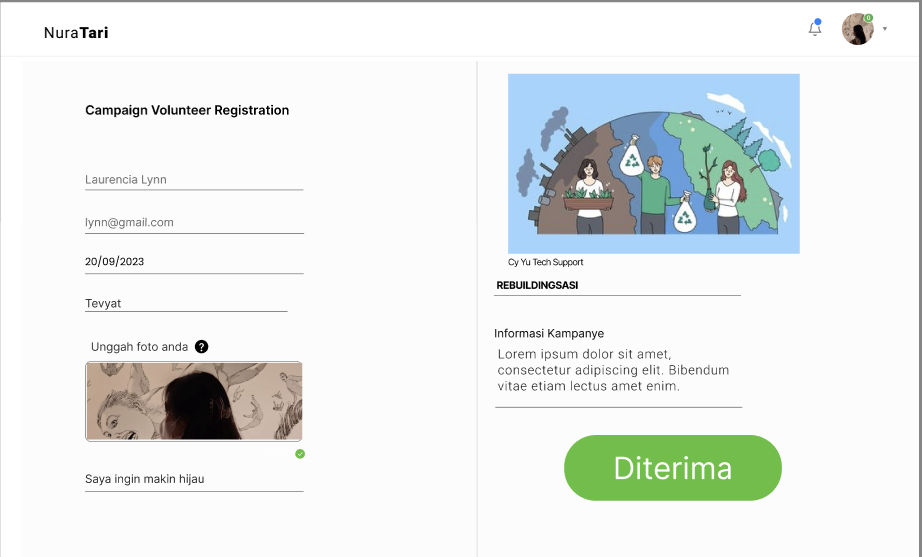 NuraTari
0
Campaign Volunteer Registration
Laurencia Lynn
lynn@gmail.com
20/09/2023
Tevyat
Unggah foto anda ?
Saya ingin makin hijau
Cy Yu Tech Support
REBUILDINGSASI
Informasi Kampanye
Lorem ipsum dolor sit amet,
consectetur adipiscing elit. Bibendum
vitae etiam lectus amet enim.
Diterima